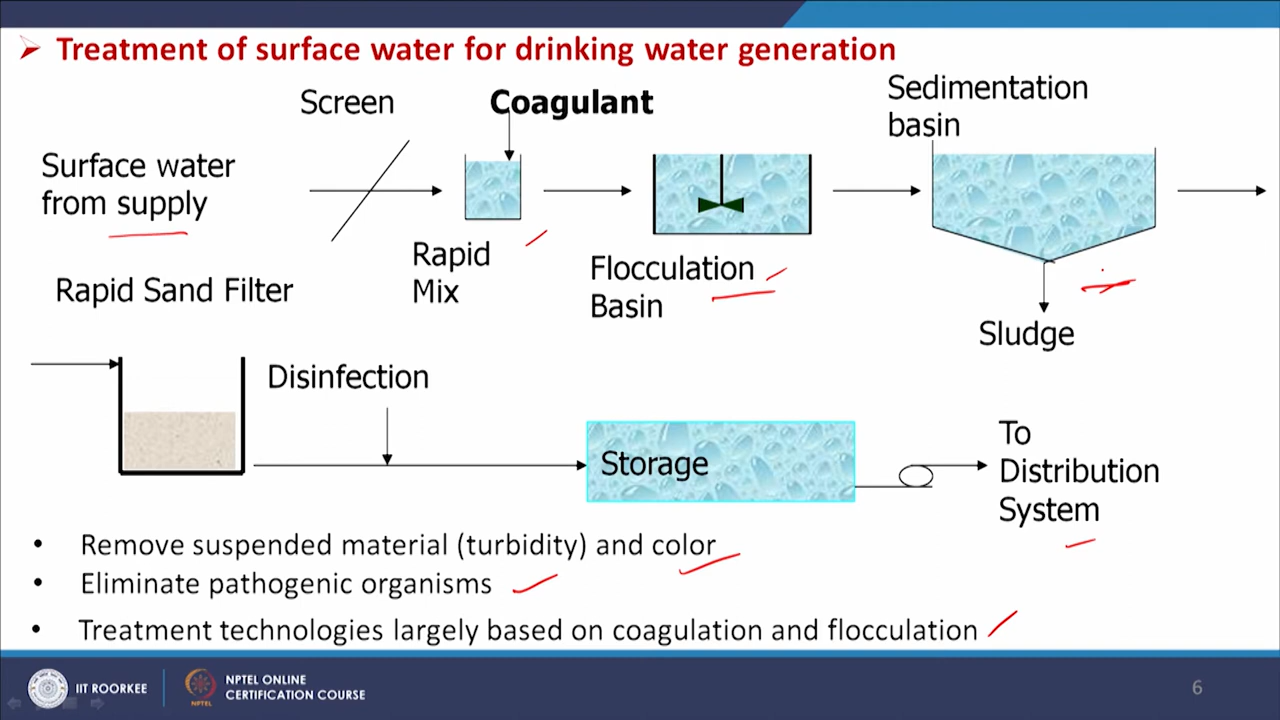 ➢ Treatment of surface water for drinking water generation
Screen
Coagulant
Sedimentation
basin
Surface water
from supply
Rapid
Mix
Flocculation
Basin
Sludge
Rapid Sand Filter
Disinfection
Storage
To
Distribution
System
• Remove suspended material (turbidity) and color
• Eliminate pathogenic organisms
• Treatment technologies largely based on coagulation and flocculation
IIT ROORKEE
NPTEL ONLINE
CERTIFICATION COURSE
NPTEL
6